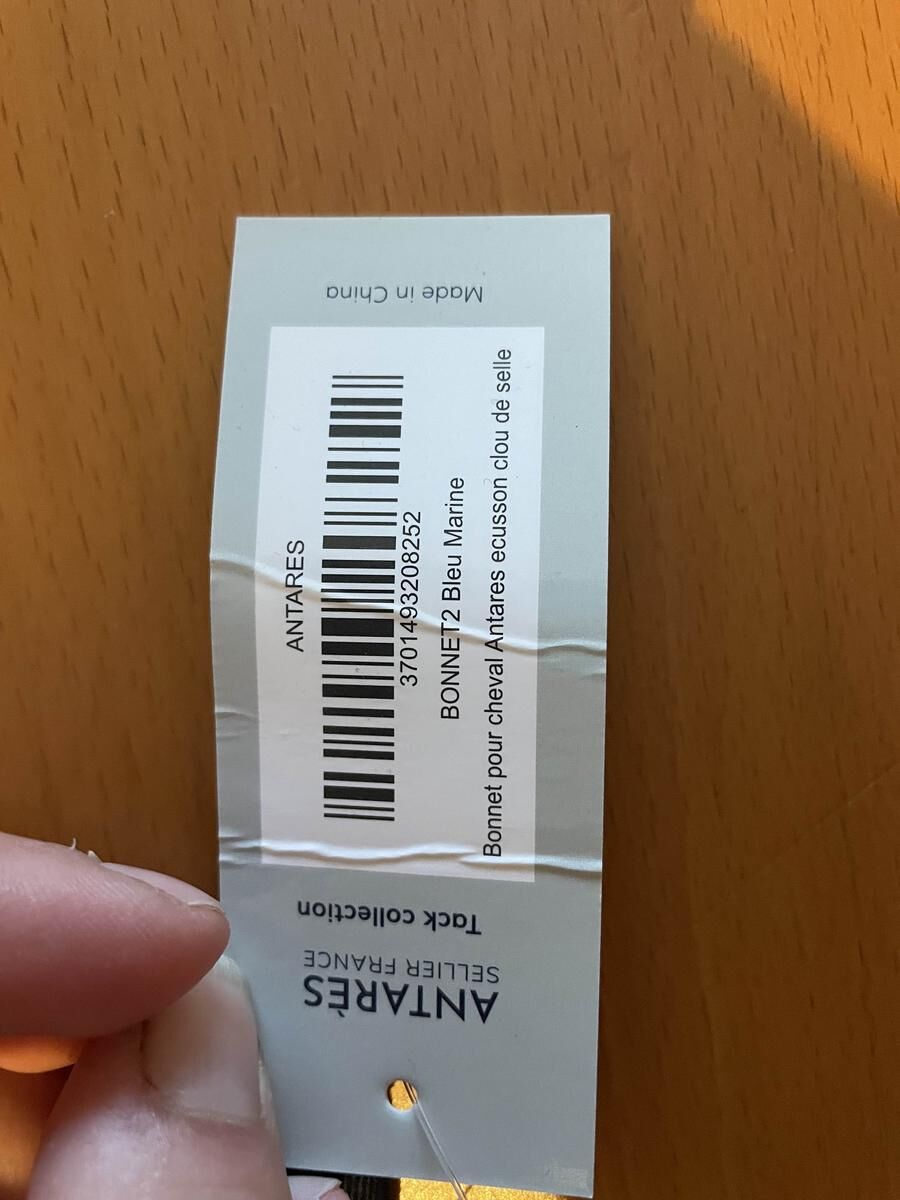 ANTARÈS
SELLIER FRANCE
Tack collection
ANTARES
3701493208252
BONNET2 Bleu Marine
Bonnet pour cheval Antares ecusson clou de selle
Made in China